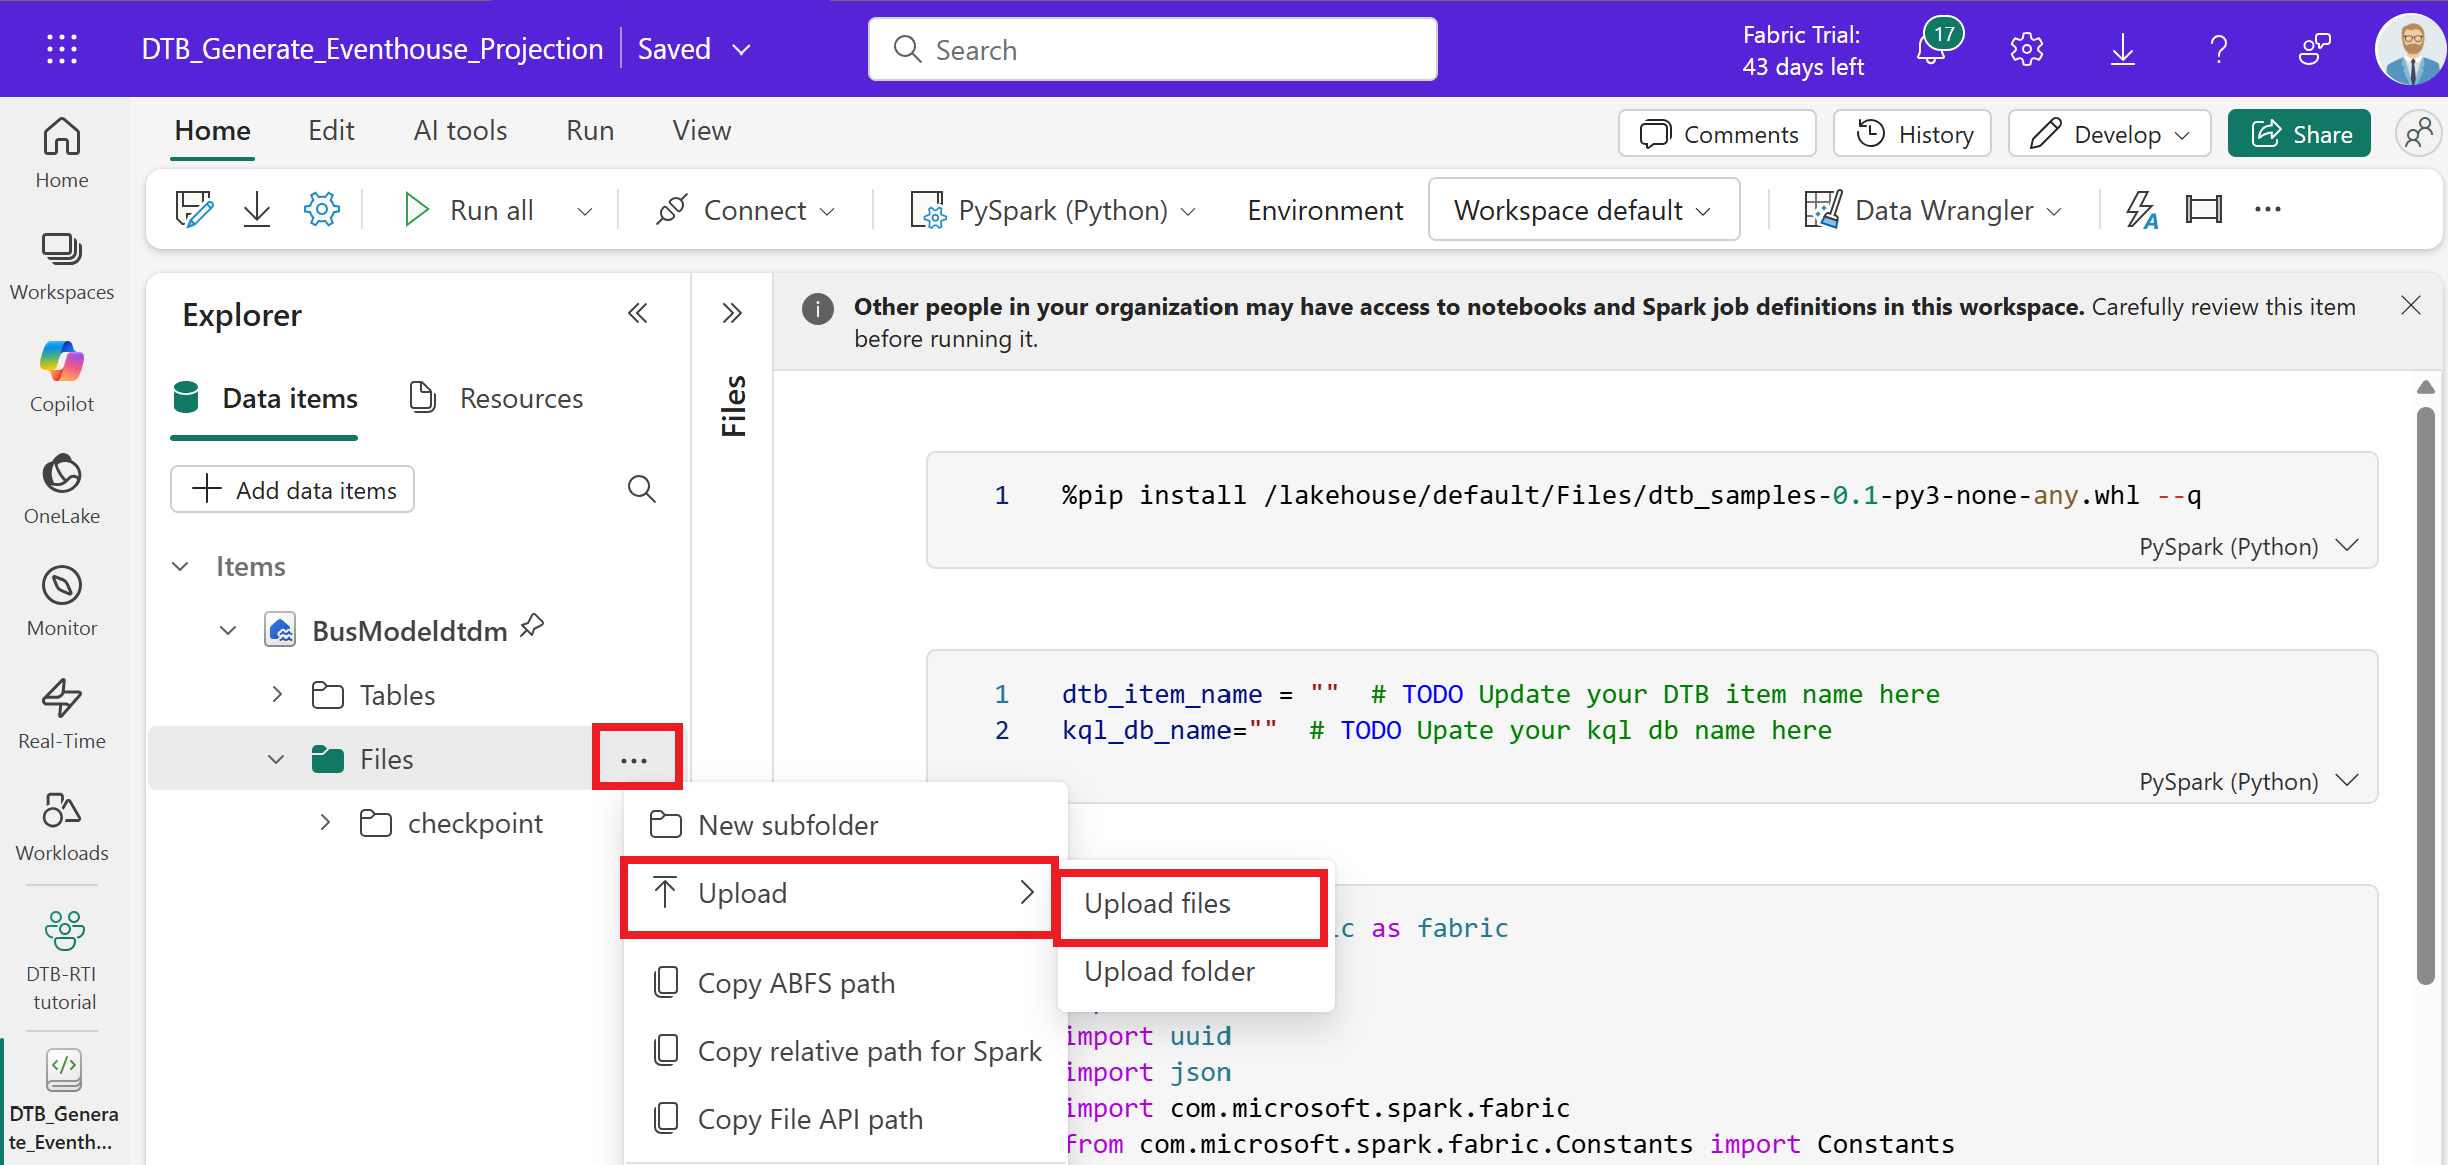 DTB_Generate_Eventhouse_Projection
Saved
Search
Fabric Trial:
43 days left
17
Home
Edit
AI tools
Run
View
Comments
History
Develop
Share
Run all
Connect
PySpark (Python)
Environment
Workspace default
Data Wrangler
Home
Workspaces
Copilot
OneLake
Monitor
Real-Time
Workloads
DTB-RTI
tutorial
DTB_Genera
te_Eventh...
Explorer
Data items
Resources
Add data items
Items
BusModeldtdm
Tables
Files
...
checkpoint
New subfolder
Upload
Copy ABFS path
Copy relative path for Spark
Copy File API path
Upload files
Upload folder
Files
Other people in your organization may have access to notebooks and Spark job definitions in this workspace. Carefully review this item
before running it.
1 %pip install /lakehouse/default/Files/dtb_samples-0.1-py3-none-any.whl --q
PySpark (Python)
1 dtb_item_name = "" # TODO Update your DTB item name here
2 kql_db_name="" # TODO Upate your kql db name here
PySpark (Python)
as fabric
import uuid
import json
import com.microsoft.spark.fabric
from com.microsoft.spark.fabric.Constants import Constants